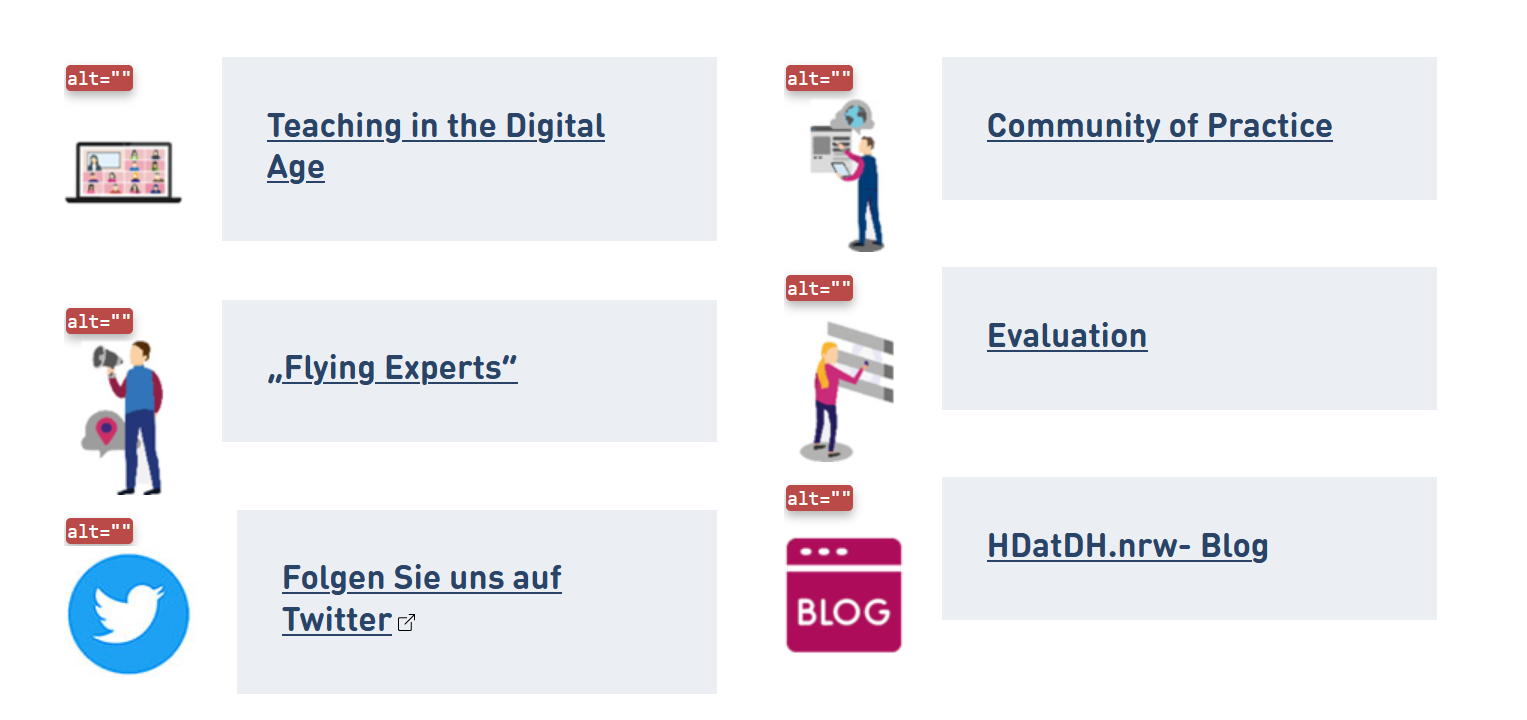 alt=""
Teaching in the Digital
Age
alt=""
Community of Practice
alt=""
„Flying Experts“
alt=""
Evaluation
alt=""
Folgen Sie uns auf
Twitter
alt=""
BLOG
HDatDH.nrw- Blog